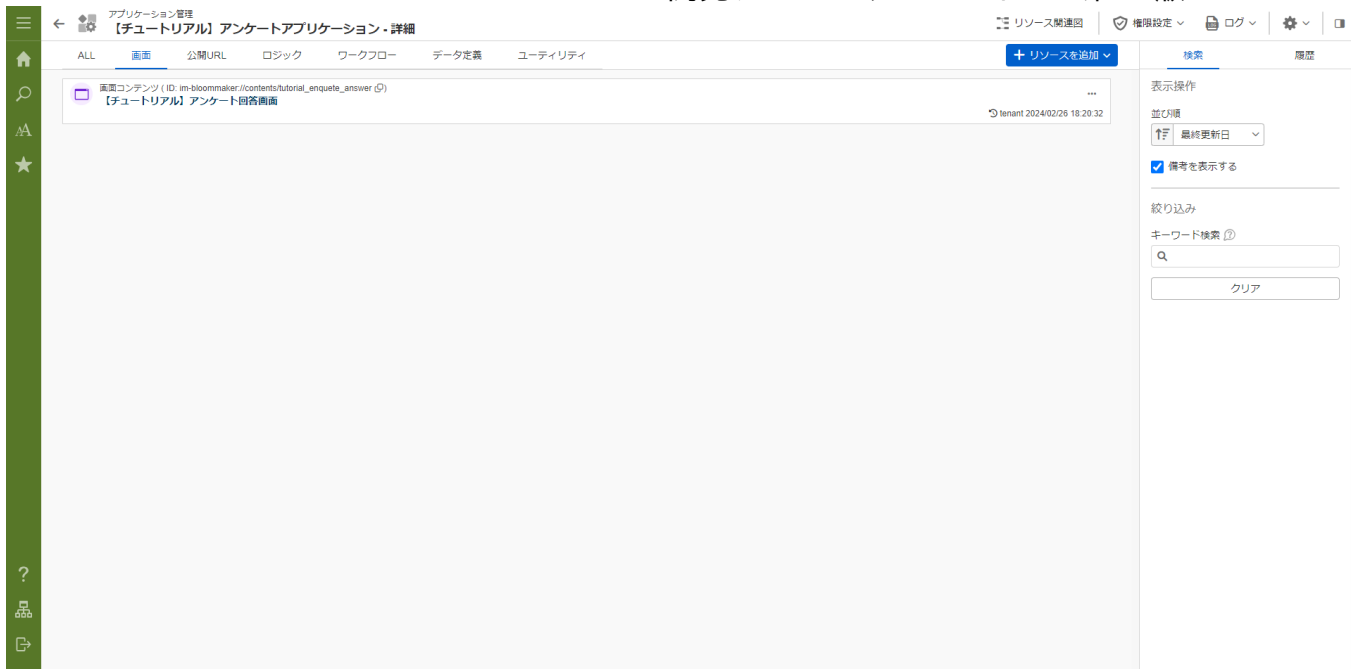 アプリケーション管理
【チュートリアル】アンケートアプリケーション - 詳細
リソース関連図
権限設定
ログ
ALL
画面
公開URL
ロジック
ワークフロー
データ定義
ユーティリティ
+ リソースを追加
検索
履歴
画面コンテンツ ( ID: im-bloommaker://contents/tutorial_enquete_answer )
【チュートリアル】アンケート回答画面
...
tenant 2024/02/26 18:20:32
表示操作
並び順
最終更新日
備考を表示する
絞り込み
キーワード検索 ?
クリア
?